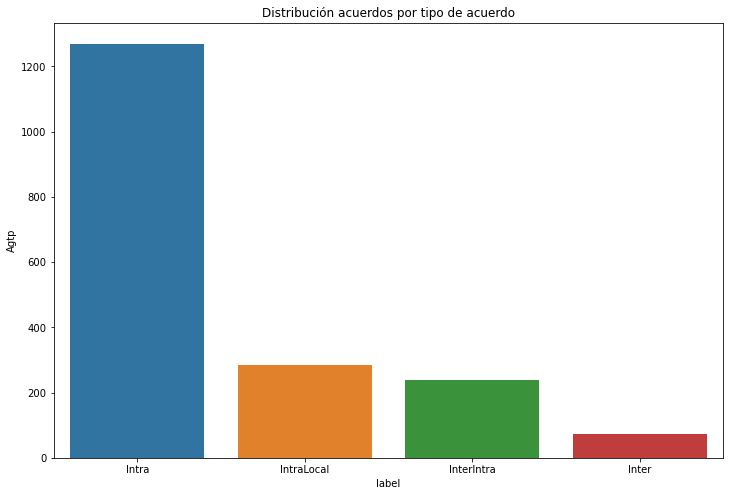 Distribución acuerdos por tipo de acuerdo
1200
1000
800
600
400
200
0
Agtp
Intra IntraLocal InterIntra Inter
label